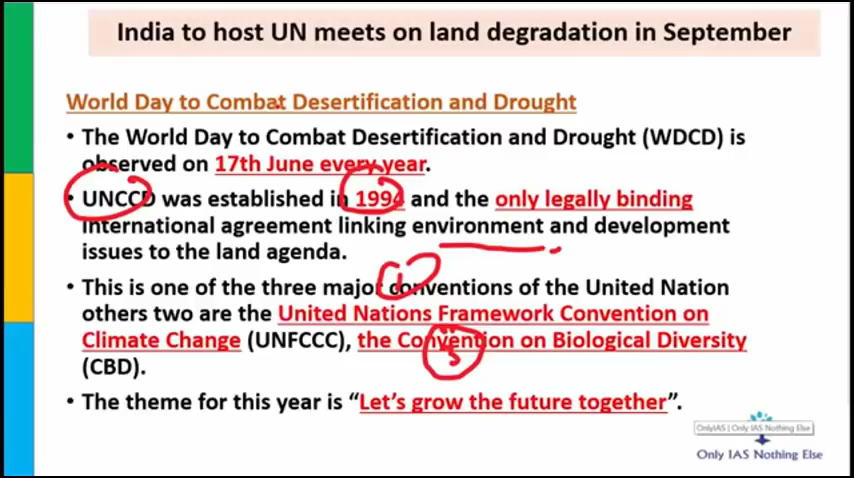 India to host UN meets on land degradation in September
World Day to Combat Desertification and Drought
• The World Day to Combat Desertification and Drought (WDCD) is
observed on 17th June every year.
• UNCCD was established in 1994 and the only legally binding
international agreement linking environment and development
issues to the land agenda.
• This is one of the three major conventions of the United Nation
others two are the United Nations Framework Convention on
Climate Change (UNFCCC), the Convention on Biological Diversity
(CBD).
• The theme for this year is “Let’s grow the future together”.
OnlyIAS | Only IAS Nothing Else
Only IAS Nothing Else